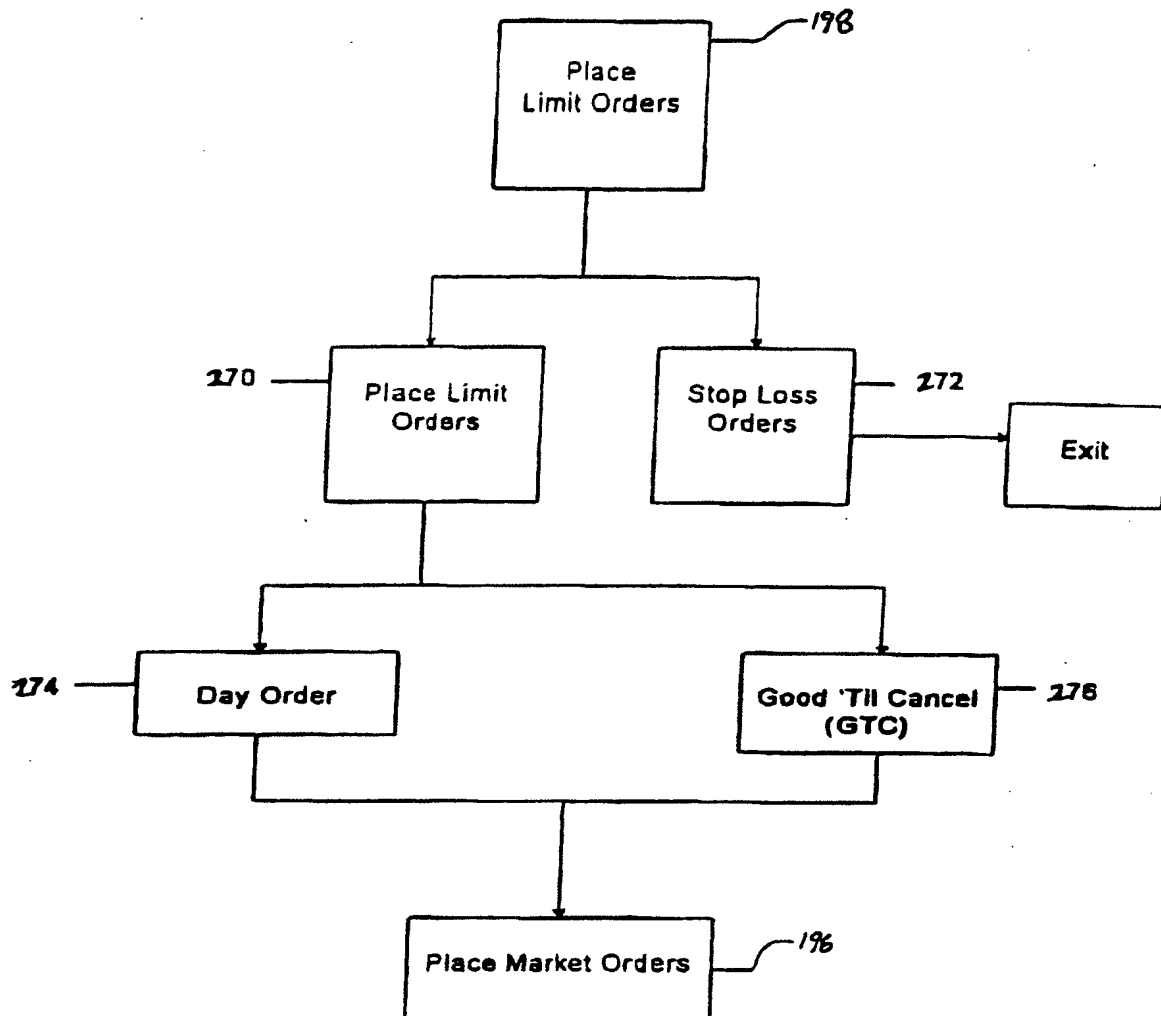 198
Place
Limit Orders
270
Place Limit
Orders
Stop Loss
Orders
272
Exit
274
Day Order
Good 'Til Cancel
(GTC)
276
Place Market Orders
196